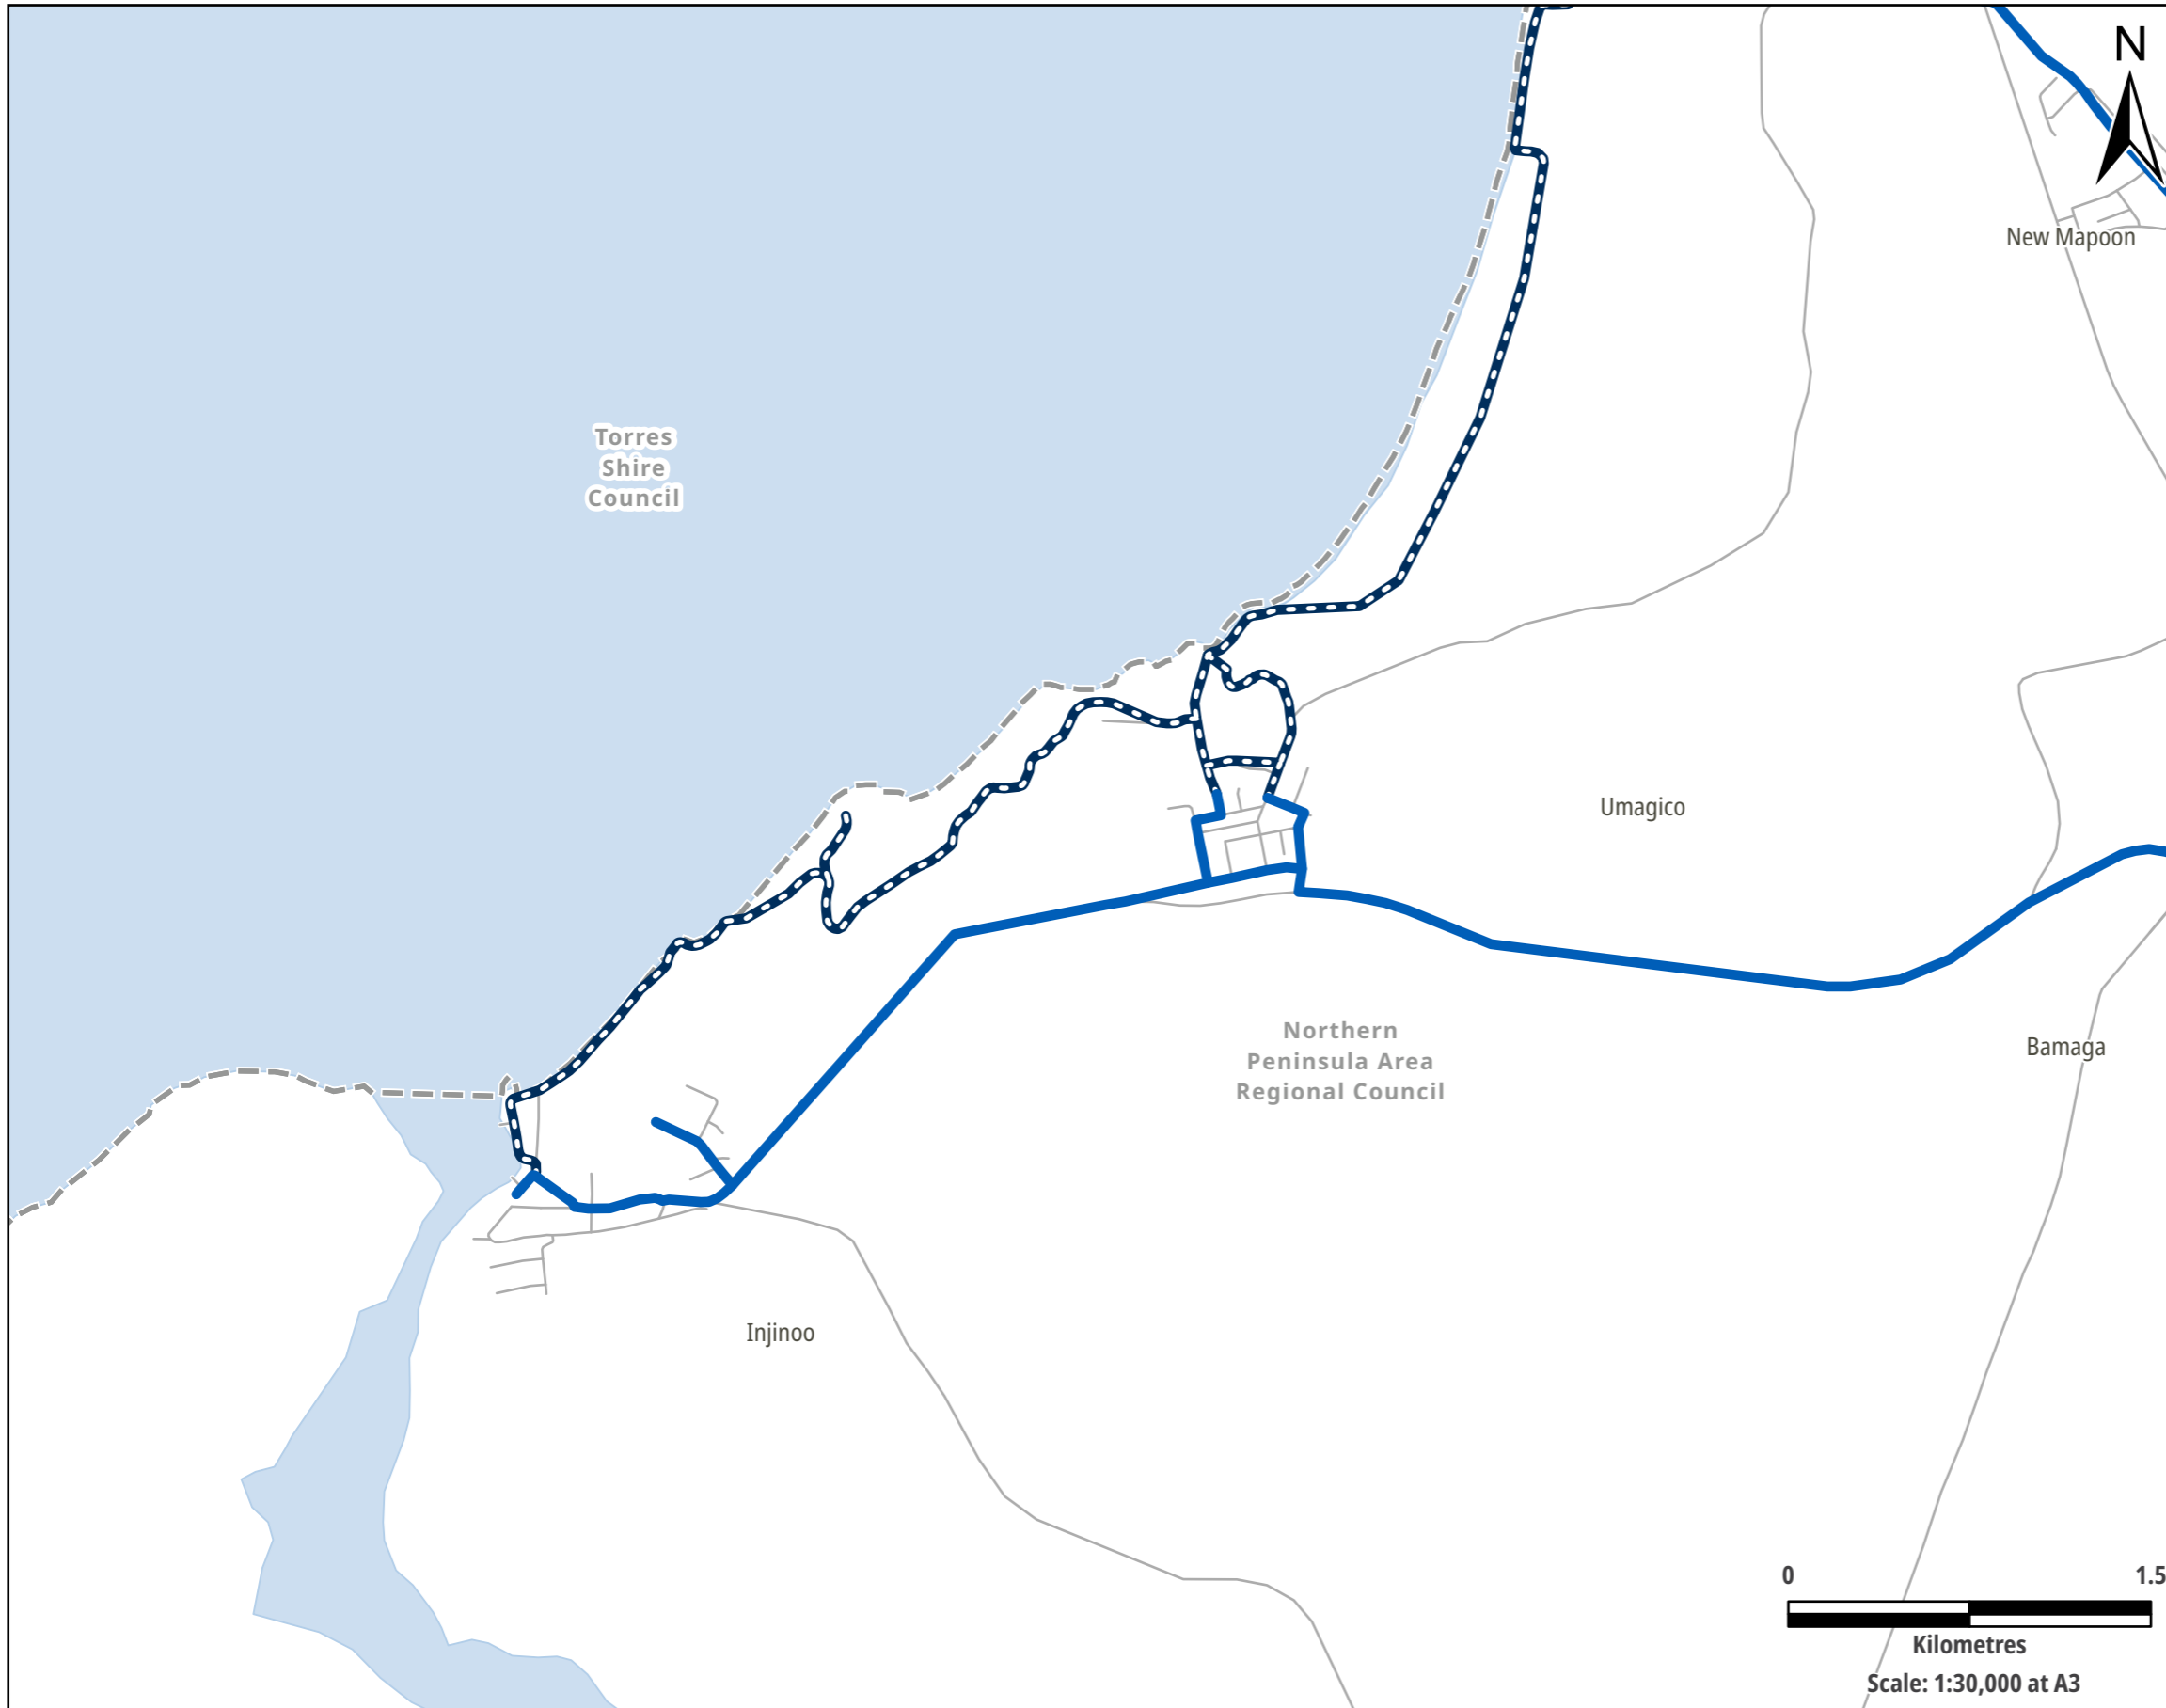 N
New Mapoon
Torres
Shire
Council
Umagico
Northern
Peninsula Area
Regional Council
Bamaga
Injinoo
0 1.5
Kilometres
Scale: 1:30,000 at A3